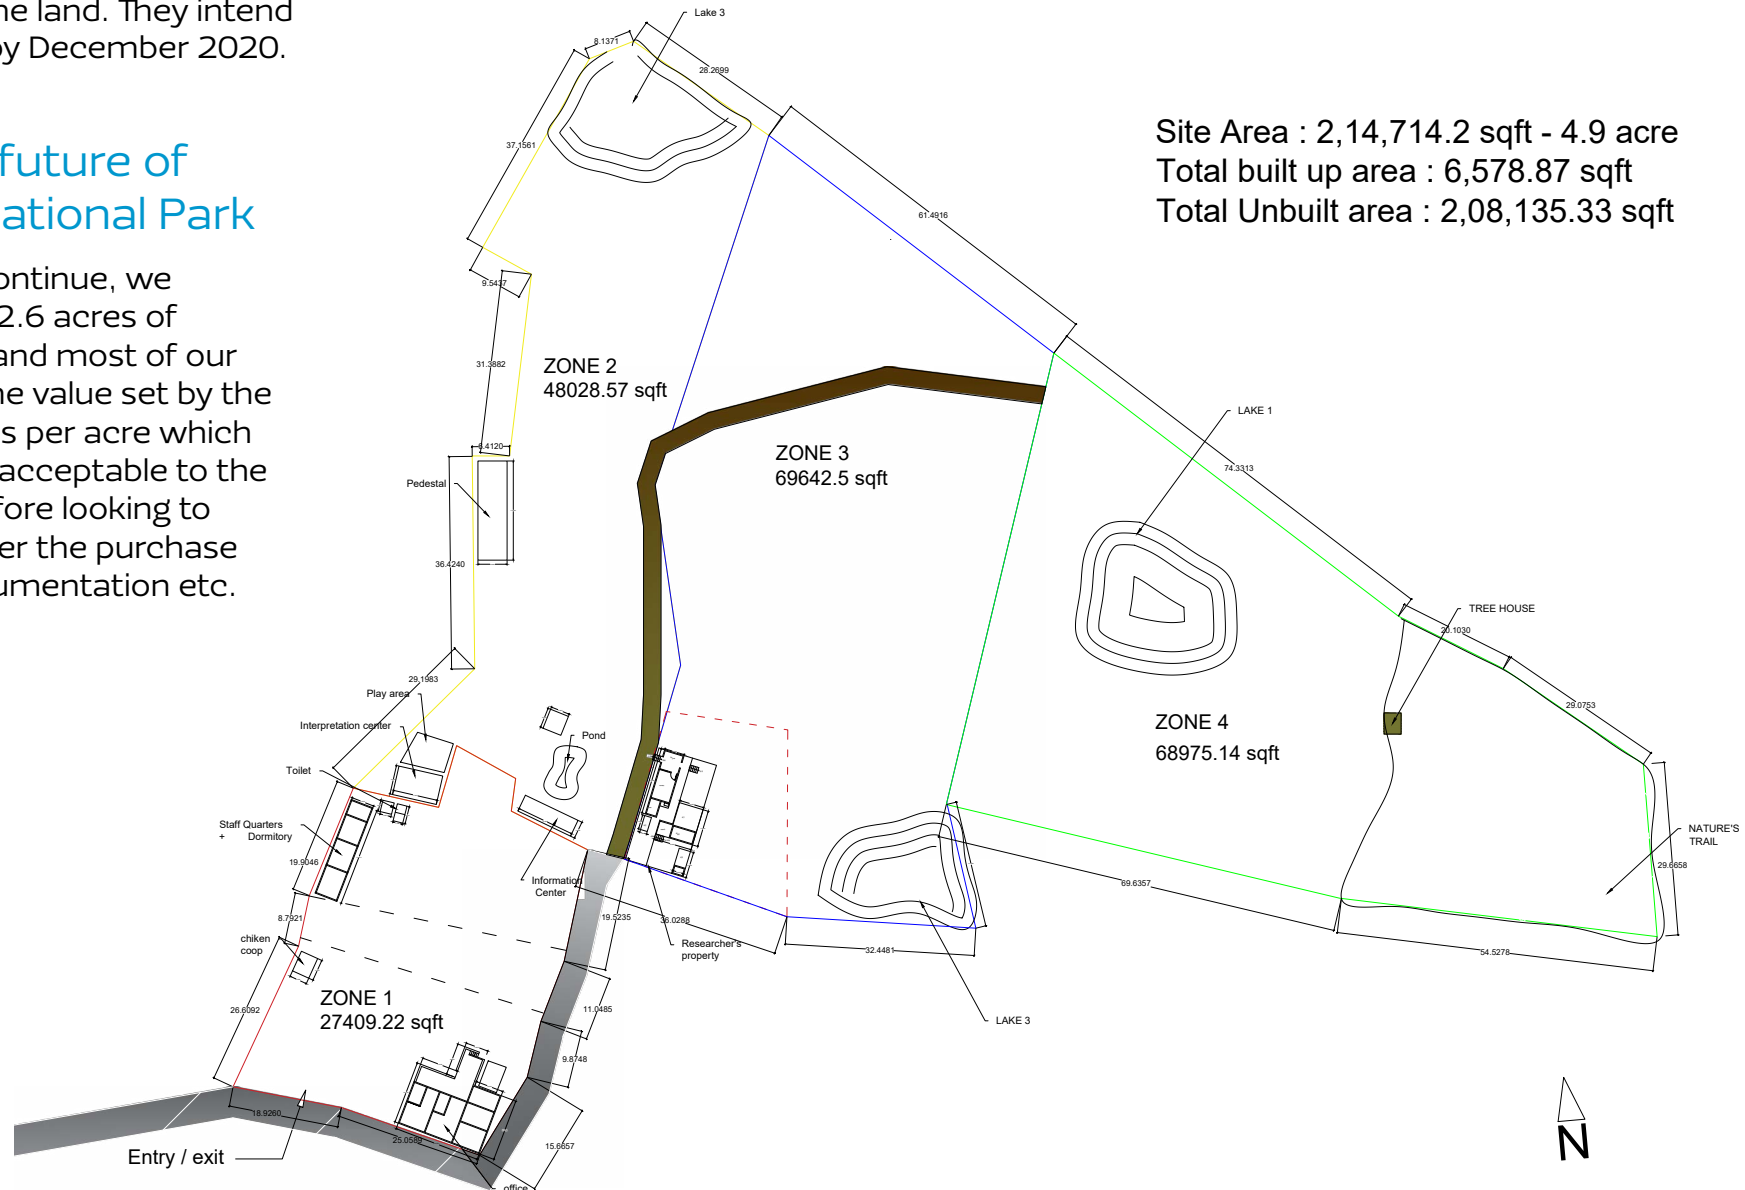 he land. They intend
by December 2020.
future of
ational Park
ontinue, we
2.6 acres of
and most of our
he value set by the
s per acre which
acceptable to the
fore looking to
er the purchase
umentation etc.
Site Area : 2,14,714.2 sqft - 4.9 acre
Total built up area : 6,578.87 sqft
Total Unbuilt area : 2,08,135.33 sqft
Lake 3
8.1371
28.2699
37.1561
61.4916
9.5437
31.3882
ZONE 2
48028.57 sqft
8.4120
Pedestal
36.4240
ZONE 3
69642.5 sqft
LAKE 1
74.3313
TREE HOUSE
20.1030
29.1983
Play area
Interpretation center
Toilet
Pond
29.0753
ZONE 4
68975.14 sqft
Staff Quarters
+ Dormitory
19.9046
8.7921
chiken
coop
Information
Center
19.5235
36.0288
Researcher's
property
32.4481
69.6357
54.5278
NATURE'S
TRAIL
29.6658
ZONE 1
27409.22 sqft
26.6092
11.0485
9.8748
LAKE 3
18.9260
25.0589
15.6657
Entry / exit
office
N